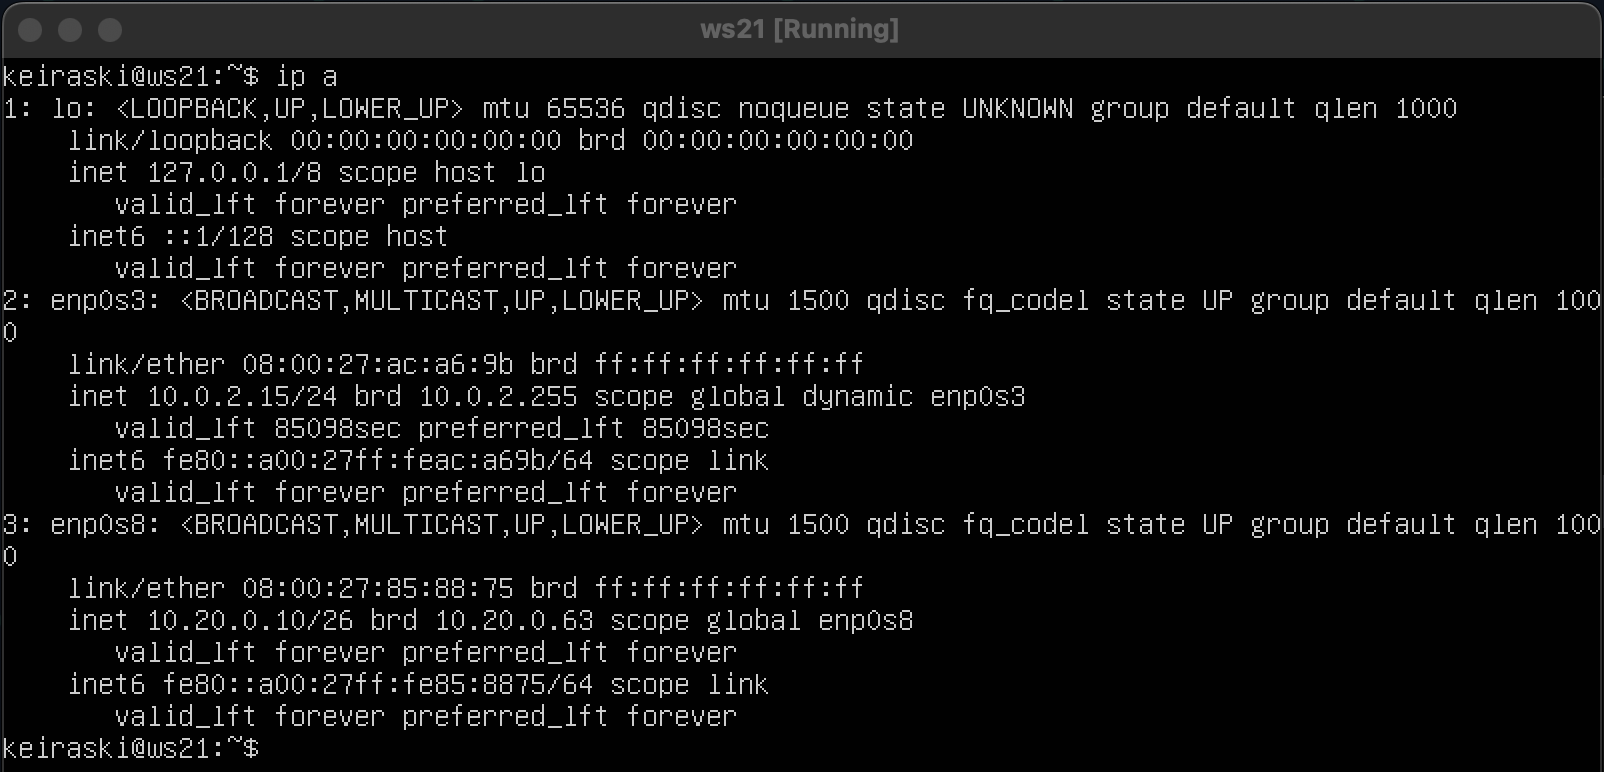 ws21 [Running]
keiraski@ws21:~$ ip a
1: lo: <LOOPBACK,UP,LOWER_UP> mtu 65536 qdisc noqueue state UNKNOWN group default qlen 1000
    link/loopback 00:00:00:00:00:00 brd 00:00:00:00:00:00
    inet 127.0.0.1/8 scope host lo
       valid_lft forever preferred_lft forever
    inet6 ::1/128 scope host
       valid_lft forever preferred_lft forever
2: enp0s3: <BROADCAST,MULTICAST,UP,LOWER_UP> mtu 1500 qdisc fq_codel state UP group default qlen 100
0
    link/ether 08:00:27:ac:a6:9b brd ff:ff:ff:ff:ff:ff
    inet 10.0.2.15/24 brd 10.0.2.255 scope global dynamic enp0s3
       valid_lft 85098sec preferred_lft 85098sec
    inet6 fe80::a00:27ff:feac:a69b/64 scope link
       valid_lft forever preferred_lft forever
3: enp0s8: <BROADCAST,MULTICAST,UP,LOWER_UP> mtu 1500 qdisc fq_codel state UP group default qlen 100
0
    link/ether 08:00:27:85:88:75 brd ff:ff:ff:ff:ff:ff
    inet 10.20.0.10/26 brd 10.20.0.63 scope global enp0s8
       valid_lft forever preferred_lft forever
    inet6 fe80::a00:27ff:fe85:8875/64 scope link
       valid_lft forever preferred_lft forever
keiraski@ws21:~$